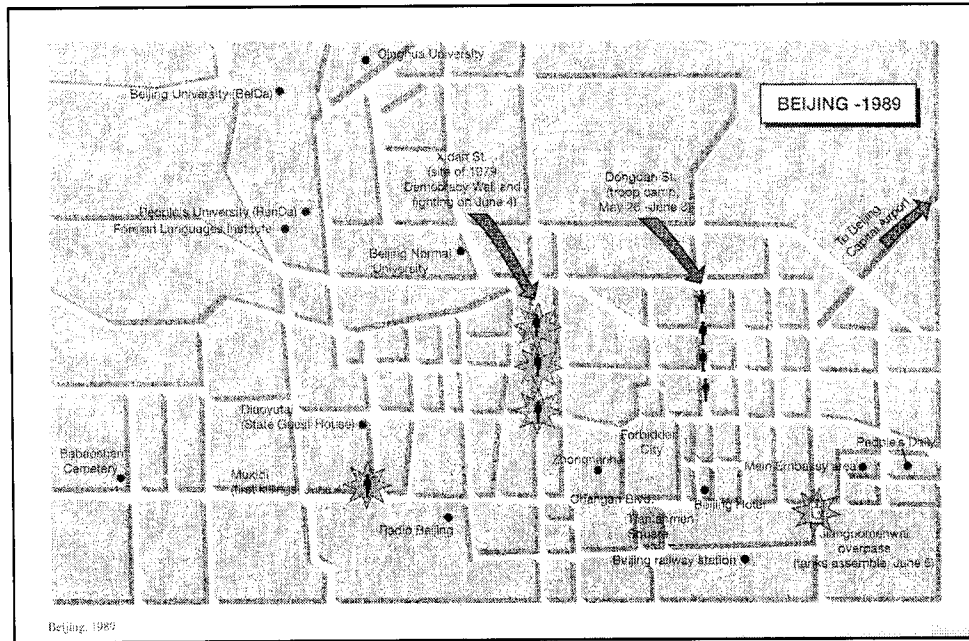 Qinghua University
Beijing University (BeiDa)
BEIJING -1989
Xidan St.
(site of 1979
Democracy Wall and
fighting on June 4)
Dongdan St.
(troop camp,
May 26 -June 3)
To Beijing
Capital Airport
People's University (RenDa)
Foreign Languages Institute
Beijing Normal
University
Diaoyutai
(State Guest House)
Forbidden
City
People's Daily
Babaoshan
Cemetery
Zhongnanhai
Main Embassy area
Muxidi
(first killings
Changan Blvd.
Beijing Hotel
Radio Beijing
Tiananmen
Square
Jianguomenwai
overpass
(tanks assemble, June
Beijing railway station
Beijing, 1989